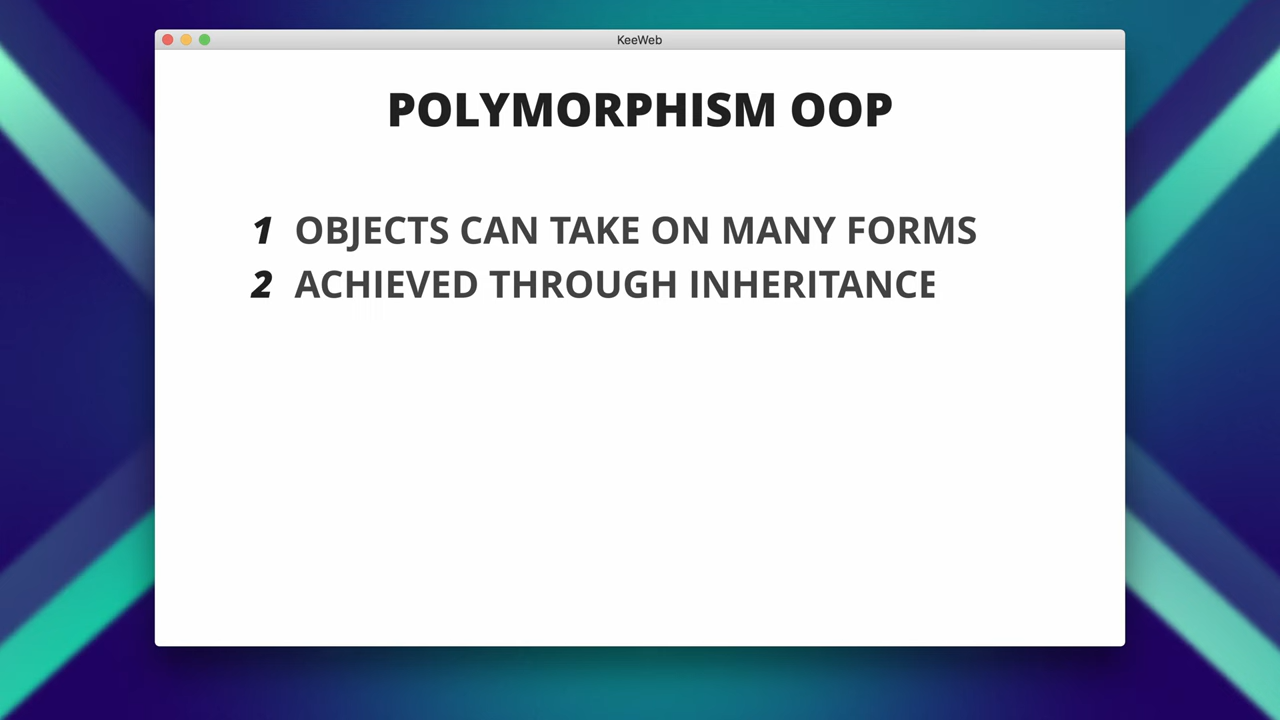 KeeWeb
POLYMORPHISM OOP
1 OBJECTS CAN TAKE ON MANY FORMS
2 ACHIEVED THROUGH INHERITANCE